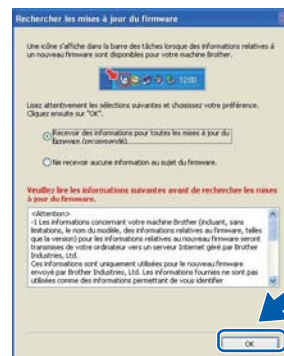 Rechercher les mises à jour du firmware
Une icône s'affiche dans la barre des tâches lorsque des informations relatives à
un nouveau firmware sont disponibles pour votre machine Brother.
1200
Lisez attentivement les sélections suivantes et choisissez votre préférence.
Cliquez ensuite sur "OK".
Recevoir des informations pour toutes les mises à jour du
firmware (recommandé)
Ne recevoir aucune information au sujet du firmware.
Veuillez lire les informations suivantes avant de rechercher les mises
à jour du firmware.
<Attention>
-1 Les informations concernant votre machine Brother (incluant, sans
limitations, le nom du modèle, des informations relatives au firmware, telles
que la version) pour les informations relatives au nouveau firmware seront
transmises de votre ordinateur vers un serveur Internet géré par Brother
Industries, Ltd.
Ces informations sont uniquement utilisées pour le nouveau firmware
envoyé par Brother Industries, Ltd. Les informations fournies ne sont pas
utilisées comme des informations permettant de vous identifier
OK